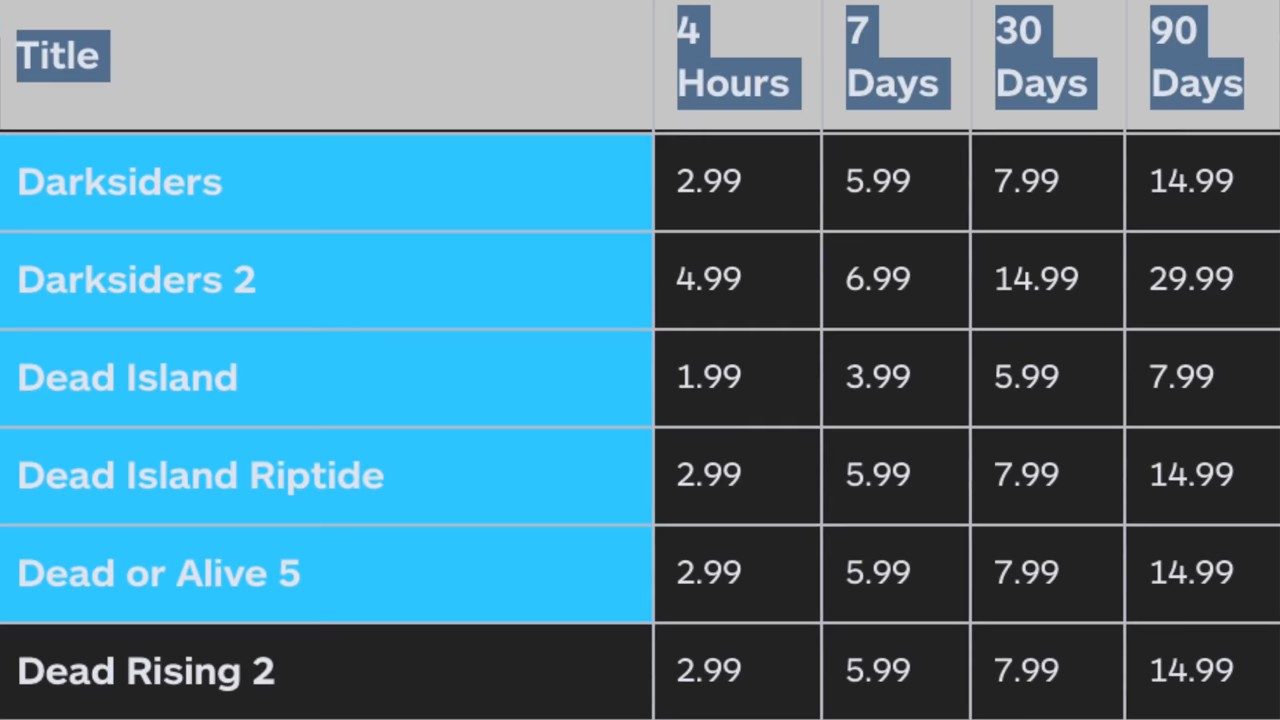 Title 4 Hours 7 Days 30 Days 90 Days
Darksiders 2.99 5.99 7.99 14.99
Darksiders 2 4.99 6.99 14.99 29.99
Dead Island 1.99 3.99 5.99 7.99
Dead Island Riptide 2.99 5.99 7.99 14.99
Dead or Alive 5 2.99 5.99 7.99 14.99
Dead Rising 2 2.99 5.99 7.99 14.99